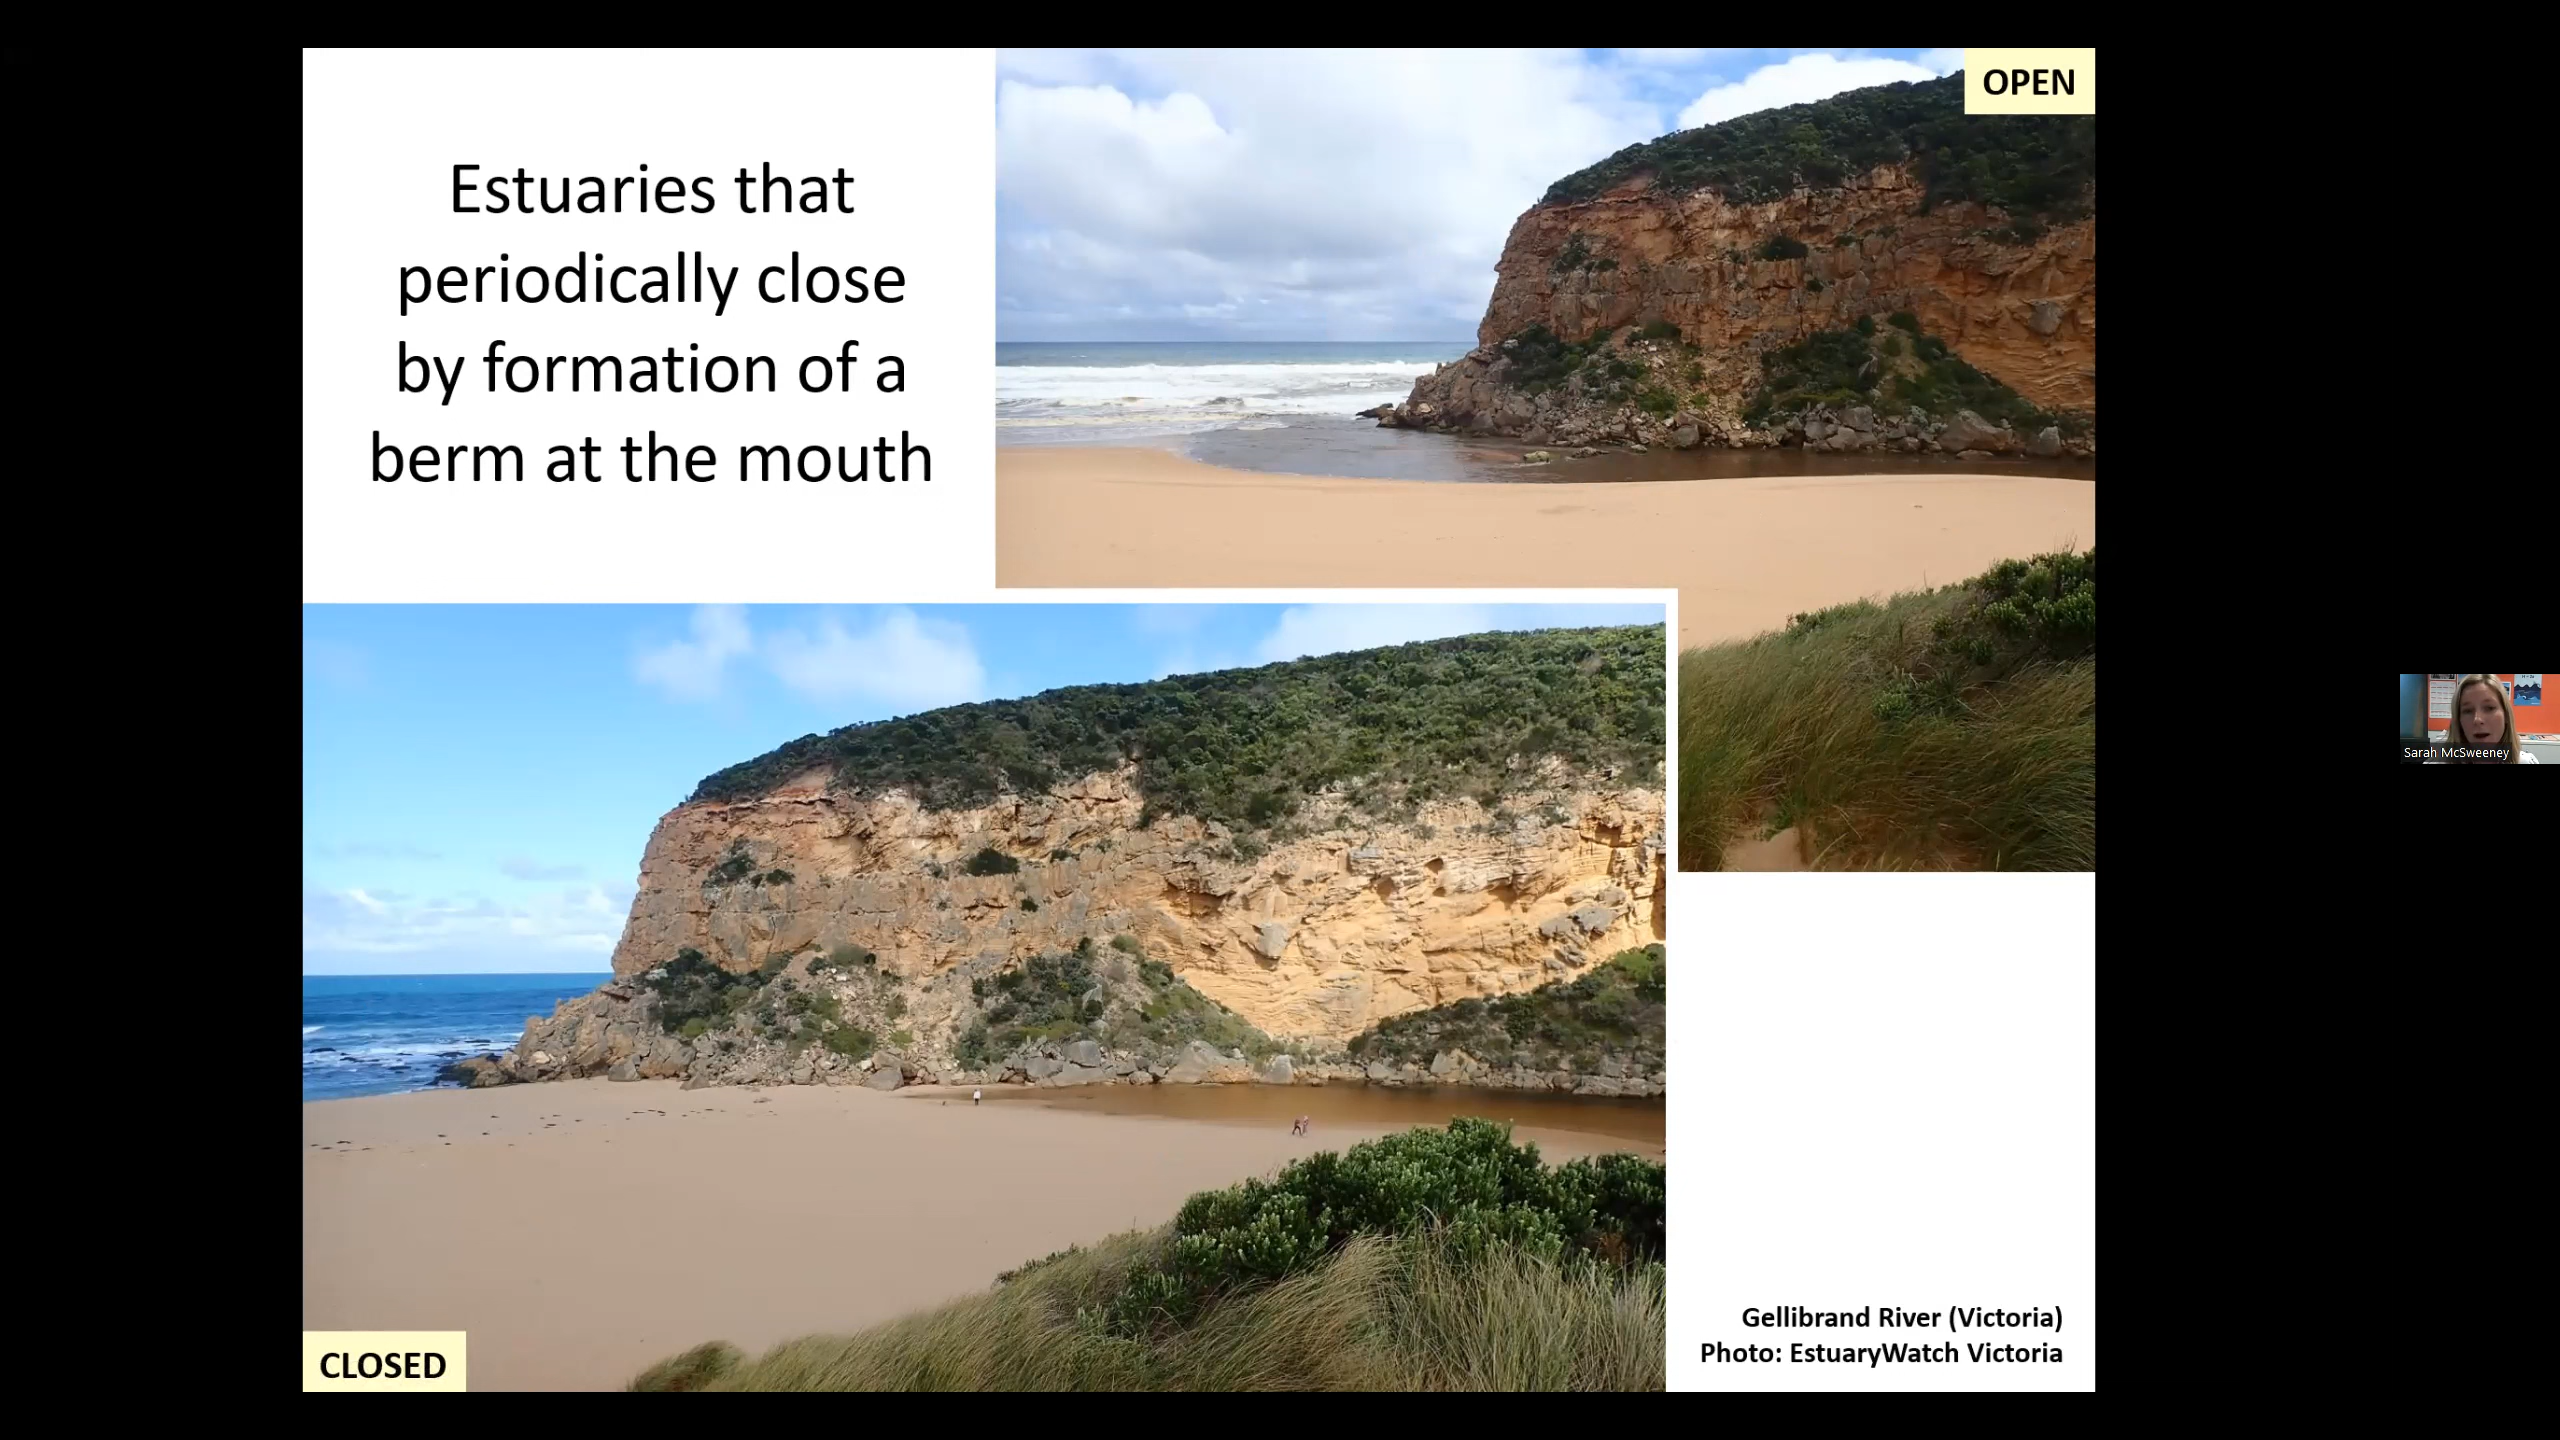 OPEN
Estuaries that
periodically close
by formation of a
berm at the mouth
Sarah McSweeney
Gellibrand River (Victoria)
Photo: EstuaryWatch Victoria
CLOSED